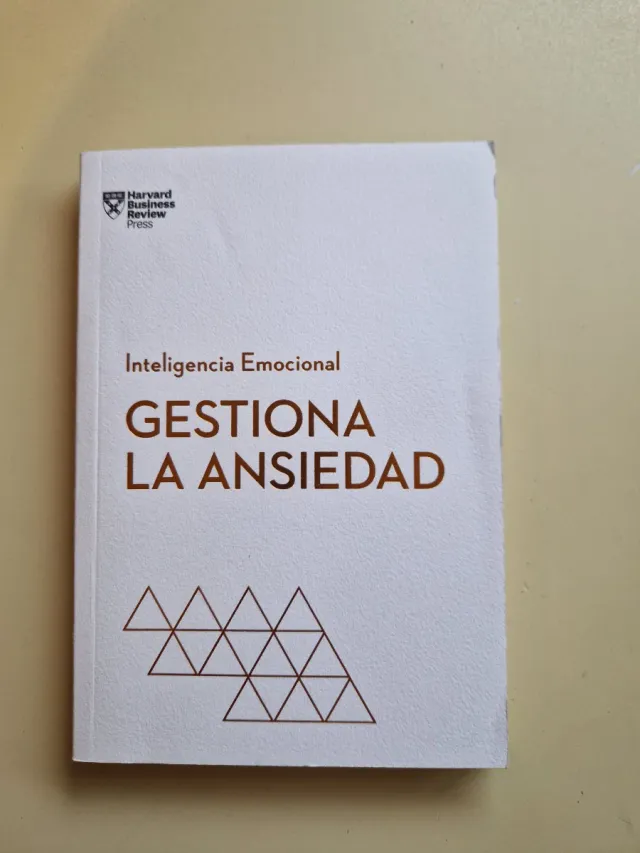 Harvard
Business
Review
Press
Inteligencia Emocional
GESTIONA
LA ANSIEDAD